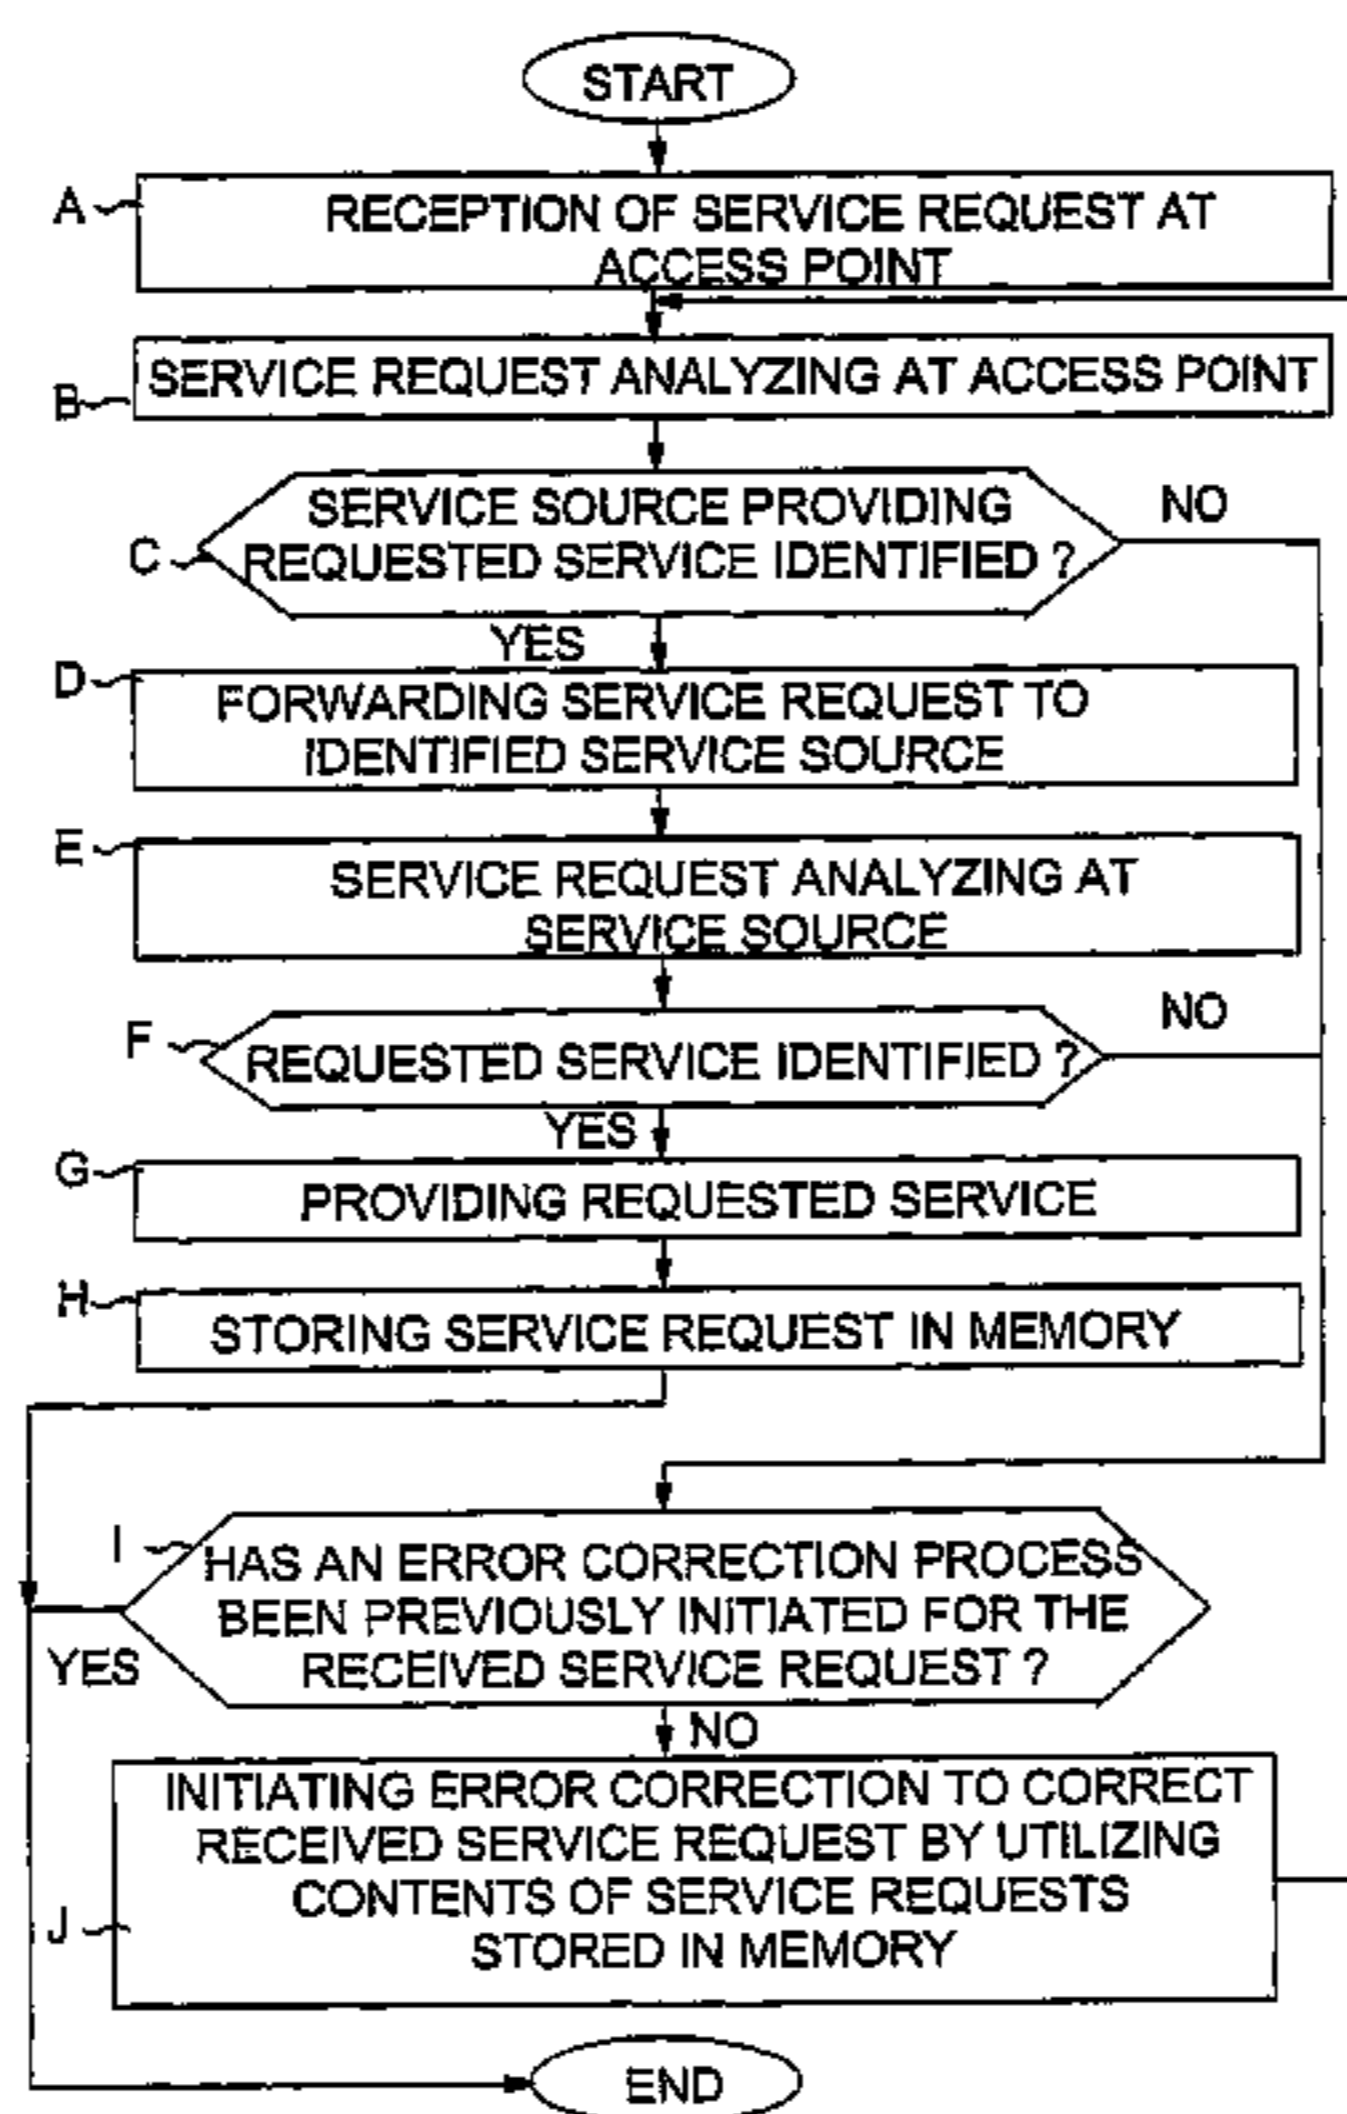 START
A
RECEPTION OF SERVICE REQUEST AT
ACCESS POINT
B
SERVICE REQUEST ANALYZING AT ACCESS POINT
C
SERVICE SOURCE PROVIDING
REQUESTED SERVICE IDENTIFIED ?
NO
YES
D
FORWARDING SERVICE REQUEST TO
IDENTIFIED SERVICE SOURCE
E
SERVICE REQUEST ANALYZING AT
SERVICE SOURCE
F
REQUESTED SERVICE IDENTIFIED ?
NO
YES
G
PROVIDING REQUESTED SERVICE
H
STORING SERVICE REQUEST IN MEMORY
I
HAS AN ERROR CORRECTION PROCESS
BEEN PREVIOUSLY INITIATED FOR THE
RECEIVED SERVICE REQUEST ?
YES
NO
INITIATING ERROR CORRECTION TO CORRECT
RECEIVED SERVICE REQUEST BY UTILIZING
CONTENTS OF SERVICE REQUESTS
J
STORED IN MEMORY
END